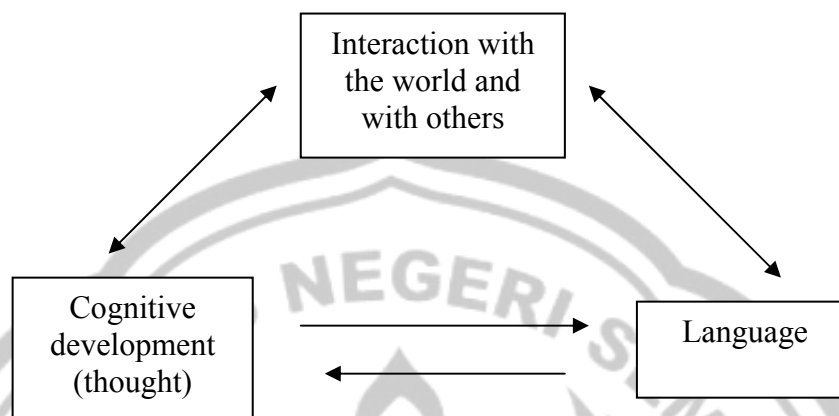 Interaction with
the world and
with others
NEGERI
Cognitive
development
(thought)
Language